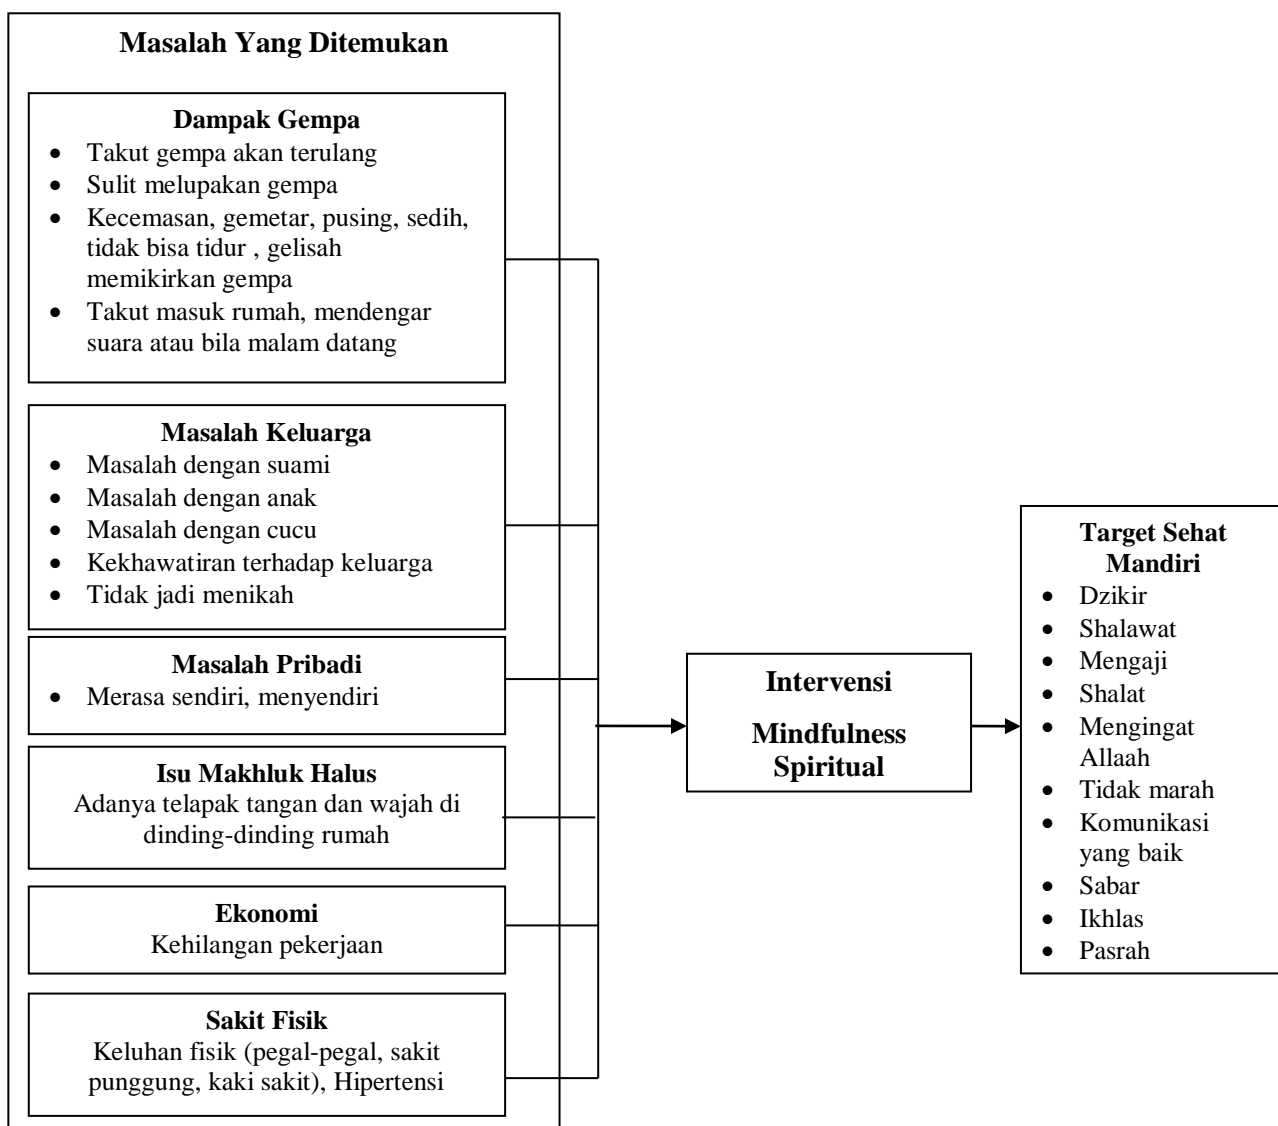 Masalah Yang Ditemukan
Dampak Gempa
• Takut gempa akan terulang
• Sulit melupakan gempa
• Kecemasan, gemetar, pusing, sedih,
tidak bisa tidur , gelisah
memikirkan gempa
• Takut masuk rumah, mendengar
suara atau bila malam datang
Masalah Keluarga
• Masalah dengan suami
• Masalah dengan anak
• Masalah dengan cucu
• Kekhawatiran terhadap keluarga
• Tidak jadi menikah
Masalah Pribadi
• Merasa sendiri, menyendiri
Isu Makhluk Halus
Adanya telapak tangan dan wajah di
dinding-dinding rumah
Ekonomi
Kehilangan pekerjaan
Sakit Fisik
Keluhan fisik (pegal-pegal, sakit
punggung, kaki sakit), Hipertensi
Intervensi
Mindfulness
Spiritual
Target Sehat
Mandiri
• Dzikir
• Shalawat
• Mengaji
• Shalat
• Mengingat
Allaah
• Tidak marah
• Komunikasi
yang baik
• Sabar
• Ikhlas
• Pasrah